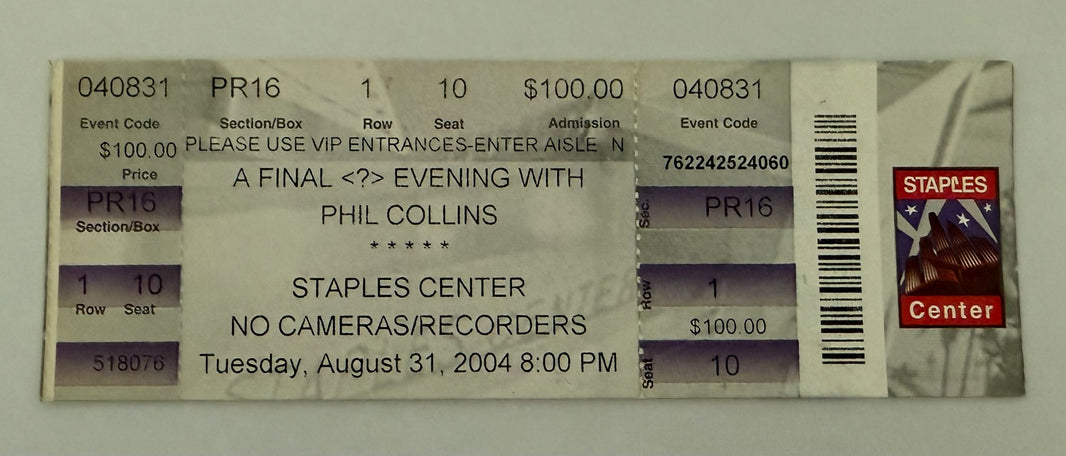 040831 PR16 1 10 $100.00 040831
Event Code Section/Box Row Seat Admission Event Code
$100.00 PLEASE USE VIP ENTRANCES-ENTER AISLE N
Price
762242524060
A FINAL <?> EVENING WITH
PHIL COLLINS
*****
STAPLES CENTER
NO CAMERAS/RECORDERS
Tuesday, August 31, 2004 8:00 PM
PR16
Section/Box
1 10
Row Seat
518076
Sec. PR16
Row 1
$100.00
Seat 10
STAPLES
Center